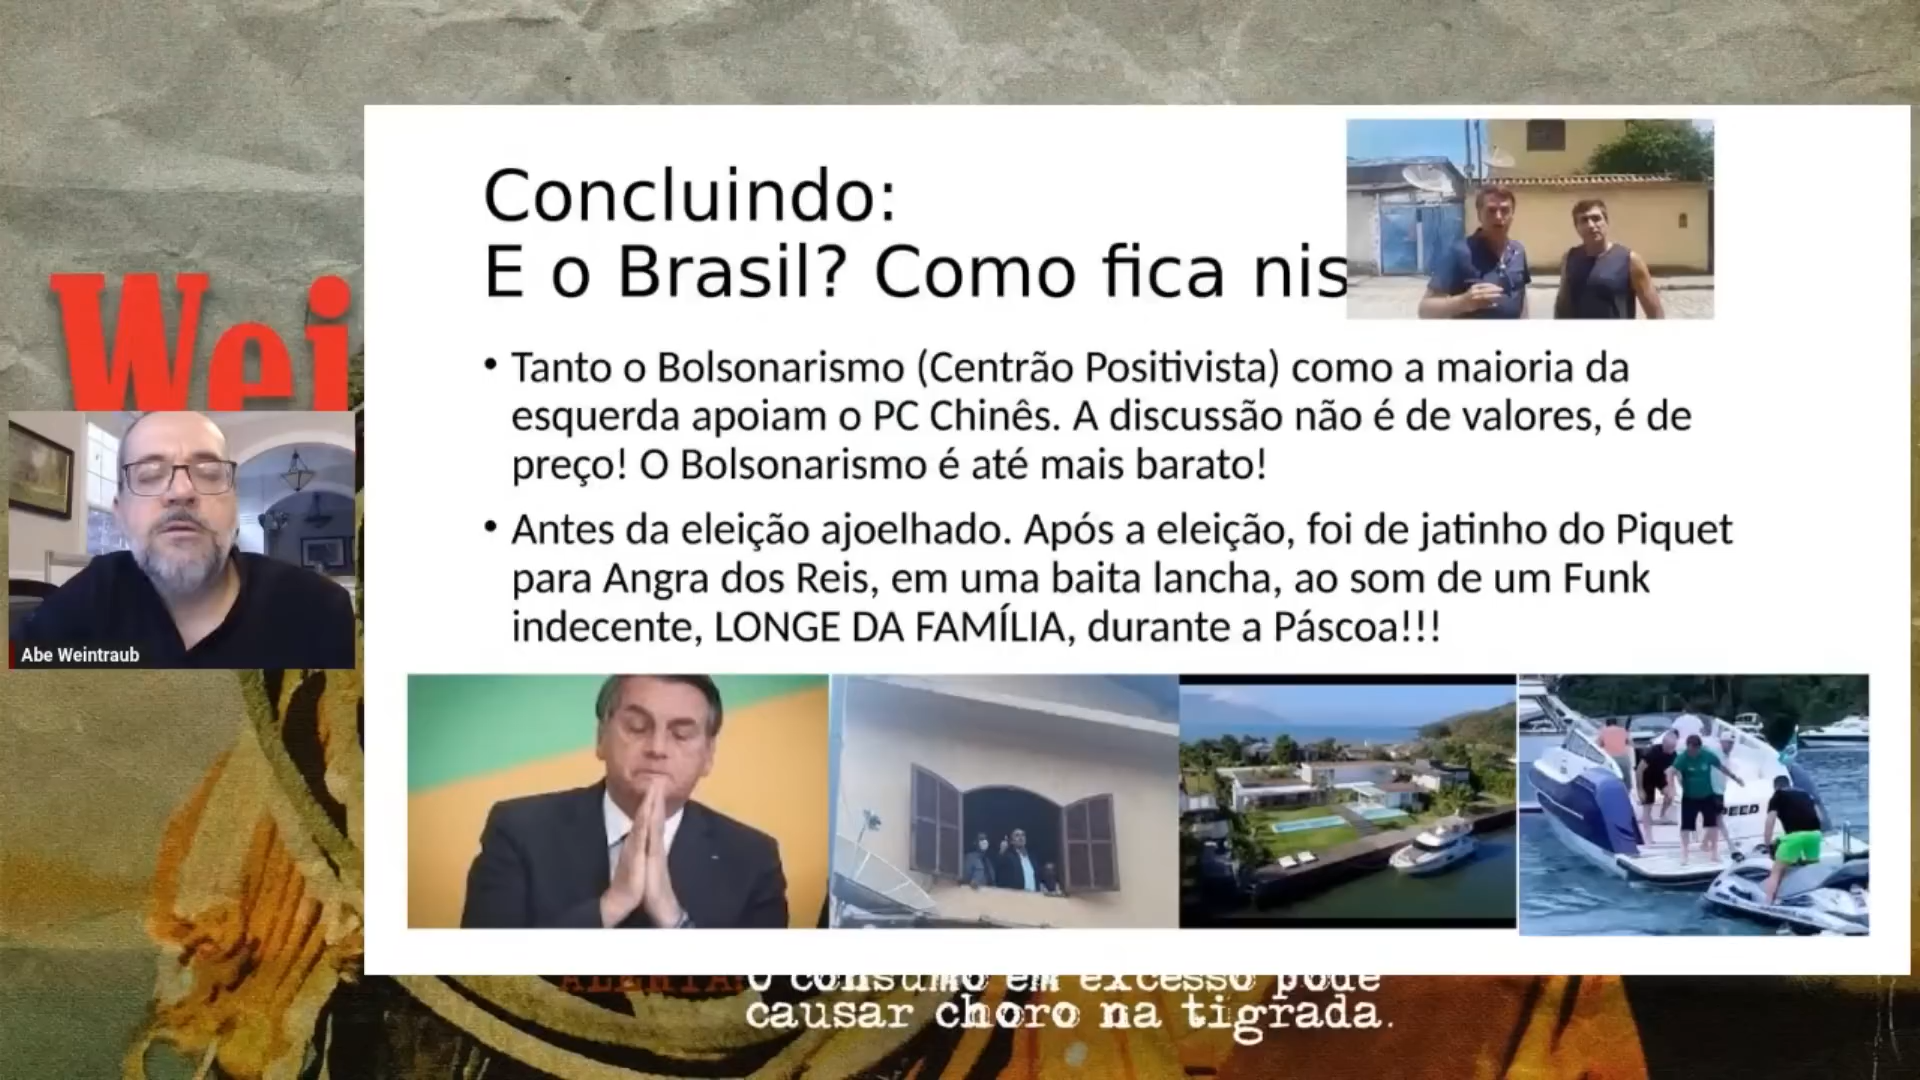 Concluindo:
E o Brasil? Como fica nis
Wei
• Tanto o Bolsonarismo (Centrão Positivista) como a maioria da
esquerda apoiam o PC Chinês. A discussão não é de valores, é de
preço! O Bolsonarismo é até mais barato!
• Antes da eleição ajoelhado. Após a eleição, foi de jatinho do Piquet
para Angra dos Reis, em uma baita lancha, ao som de um Funk
indecente, LONGE DA FAMÍLIA, durante a Páscoa!!!
Abe Weintraub
EED
ALERTA: O consumo em excesso pode
causar choro na tigrada.